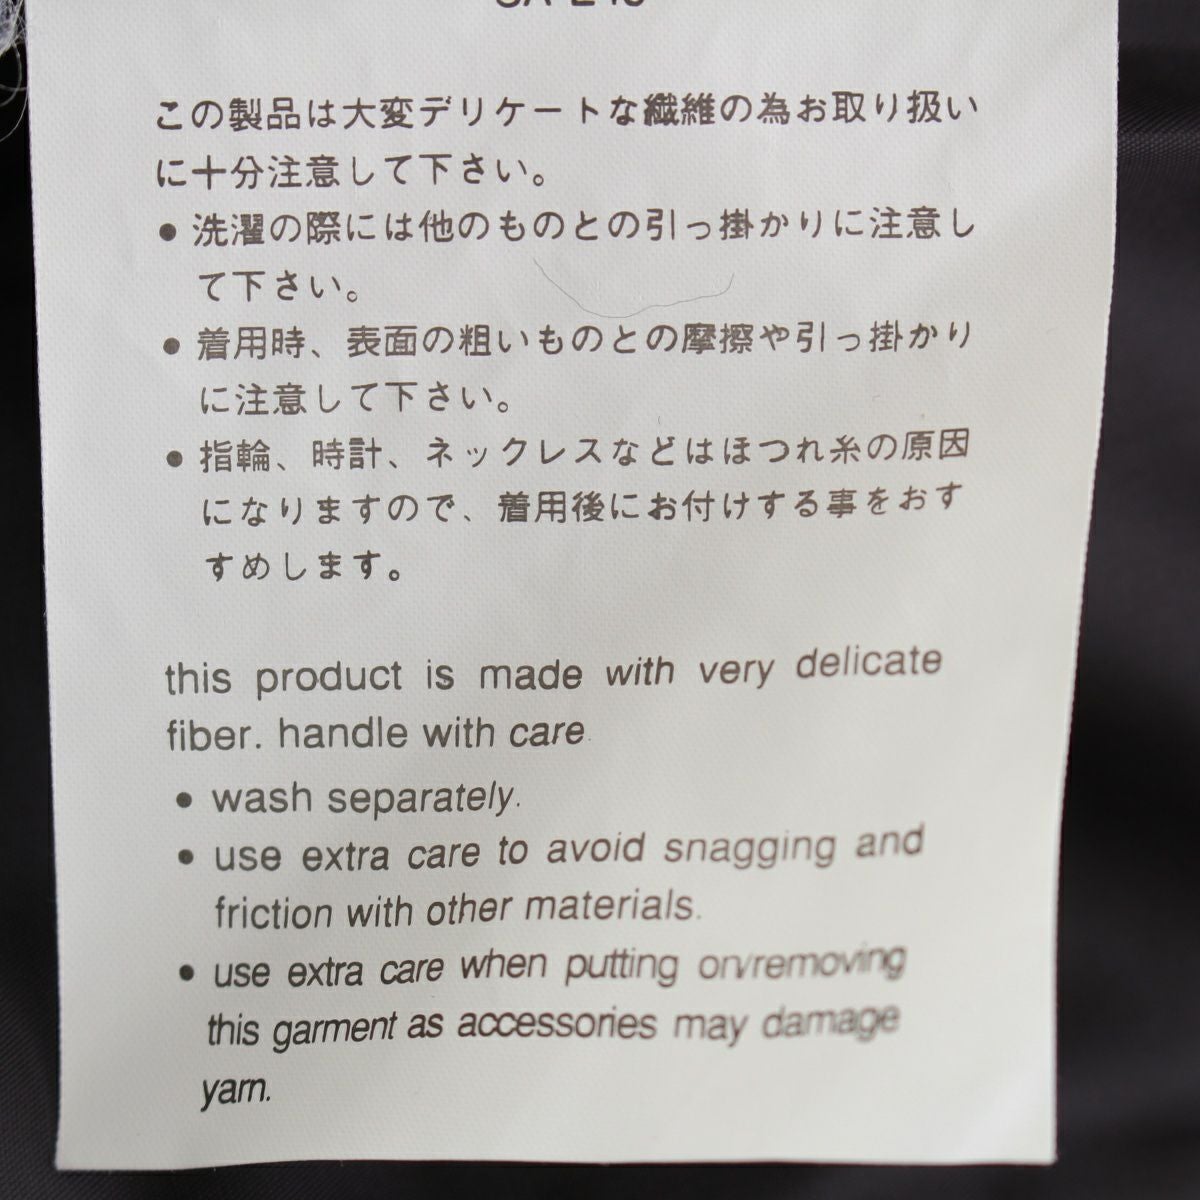 この製品は大変デリケートな繊維の為お取り扱い
に十分注意して下さい。
● 洗濯の際には他のものとの引っ掛かりに注意し
て下さい。
● 着用時、表面の粗いものとの摩擦や引っ掛かり
に注意して下さい。
● 指輪、時計、ネックレスなどはほつれ糸の原因
になりますので、着用後にお付けする事をおす
すめします。
this product is made with very delicate
fiber. handle with care
● wash separately.
● use extra care to avoid snagging and
friction with other materials.
● use extra care when putting on/removing
this garment as accessories may damage
yarn.